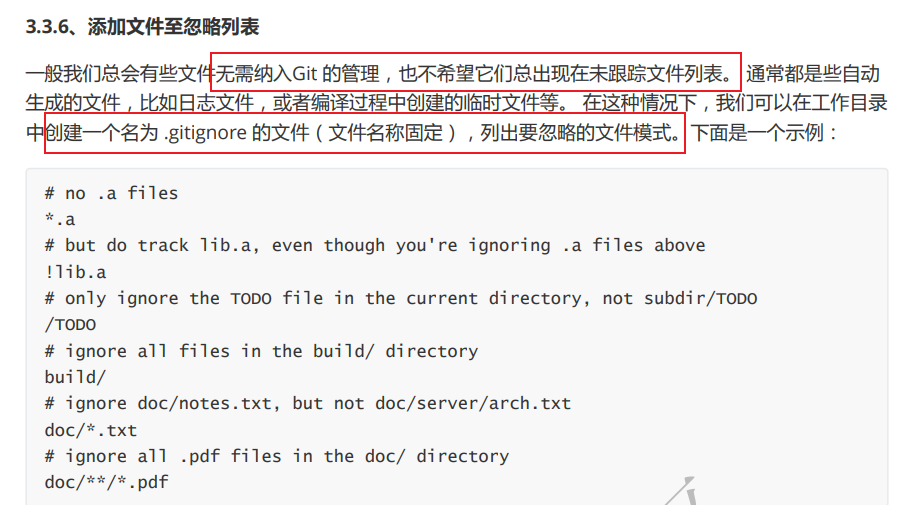 3.3.6、添加文件至忽略列表
一般我们总会有些文件无需纳入Git 的管理，也不希望它们总出现在未跟踪文件列表。 通常都是些自动
生成的文件，比如日志文件，或者编译过程中创建的临时文件等。 在这种情况下，我们可以在工作目录
中创建一个名为 .gitignore 的文件（文件名称固定），列出要忽略的文件模式。下面是一个示例：
# no .a files
*.a
# but do track lib.a, even though you're ignoring .a files above
!lib.a
# only ignore the TODO file in the current directory, not subdir/TODO
/TODO
# ignore all files in the build/ directory
build/
# ignore doc/notes.txt, but not doc/server/arch.txt
doc/*.txt
# ignore all .pdf files in the doc/ directory
doc/**/*.pdf